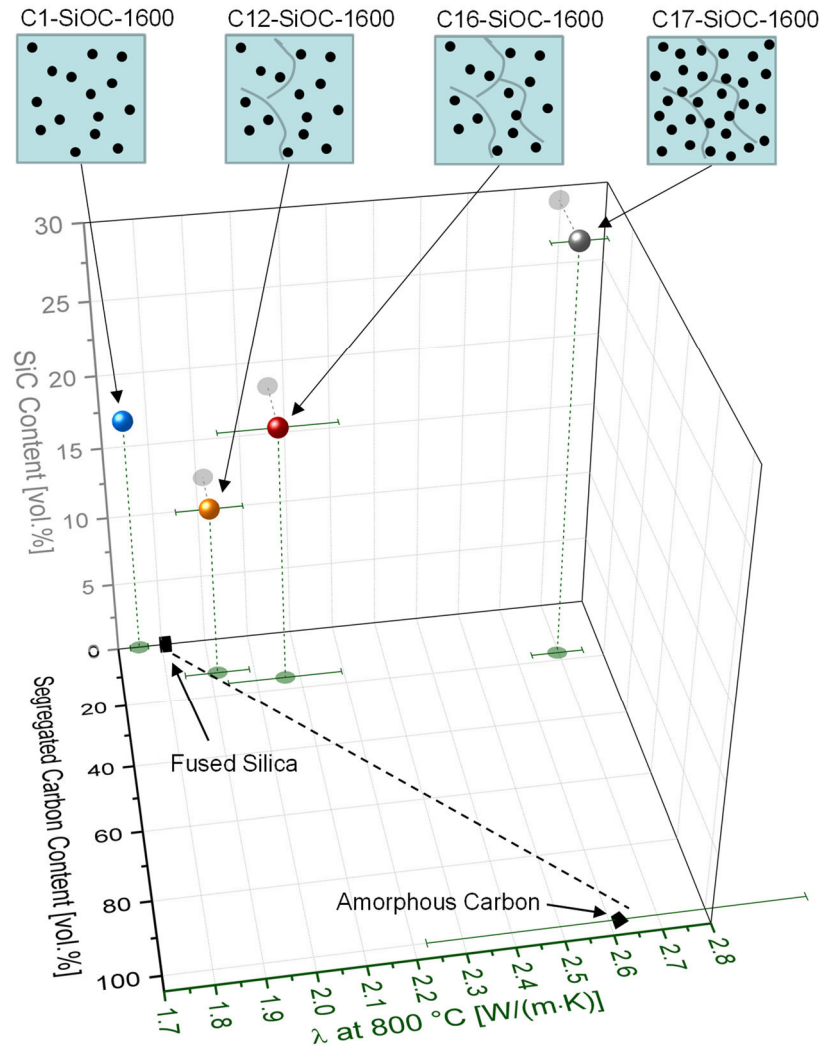 C1-SiOC-1600 C12-SiOC-1600 C16-SiOC-1600 C17-SiOC-1600
30
25
20
15
10
5
0
SiC Content [vol.%]
20
40
60
80
100
Segregated Carbon Content [vol.%]
Fused Silica
Amorphous Carbon
1.7 1.8 1.9 2.0 2.1 2.2 2.3 2.4 2.5 2.6 2.7 2.8
λ at 800 °C [W/(m·K)]